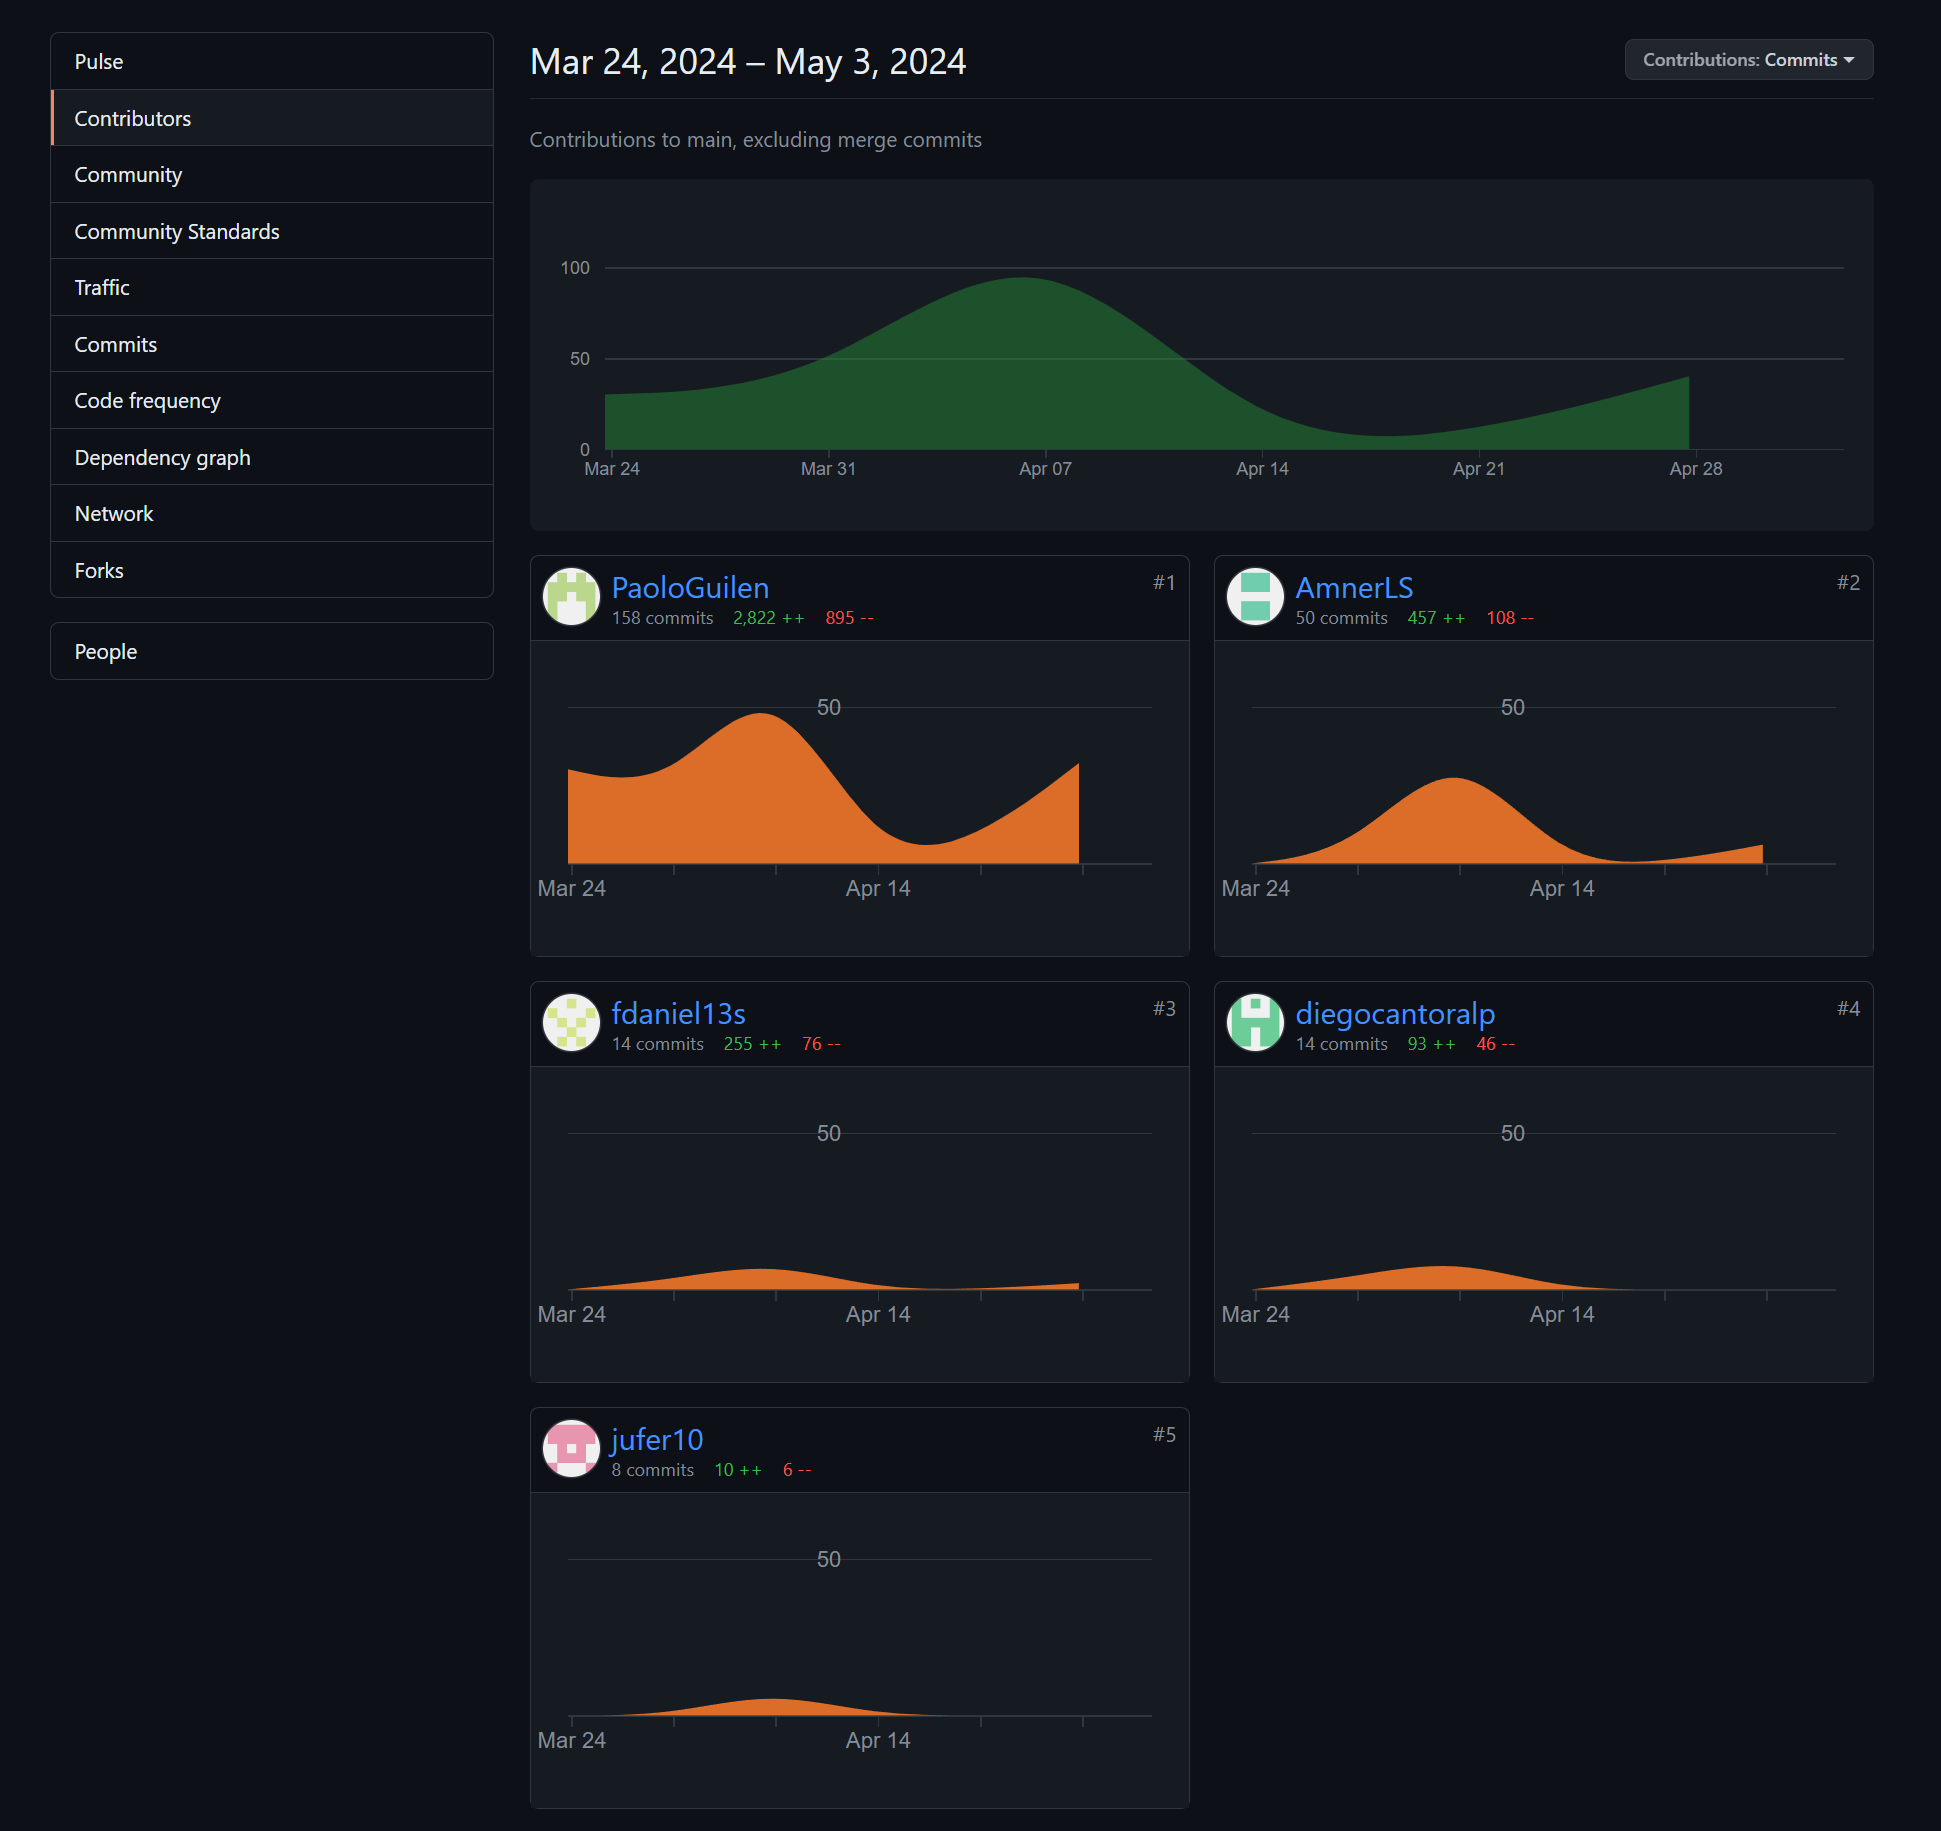 Pulse
Contributors
Community
Community Standards
Traffic
Commits
Code frequency
Dependency graph
Network
Forks
People
Mar 24, 2024 – May 3, 2024
Contributions: Commits
Contributions to main, excluding merge commits
100
50
0
Mar 24 Mar 31 Apr 07 Apr 14 Apr 21 Apr 28
PaoloGuilen #1
158 commits 2,822 ++ 895 --
50
Mar 24 Apr 14
AmnerLS #2
50 commits 457 ++ 108 --
50
Mar 24 Apr 14
fdaniel13s #3
14 commits 255 ++ 76 --
50
Mar 24 Apr 14
diegocantoralp #4
14 commits 93 ++ 46 --
50
Mar 24 Apr 14
jufer10 #5
8 commits 10 ++ 6 --
50
Mar 24 Apr 14